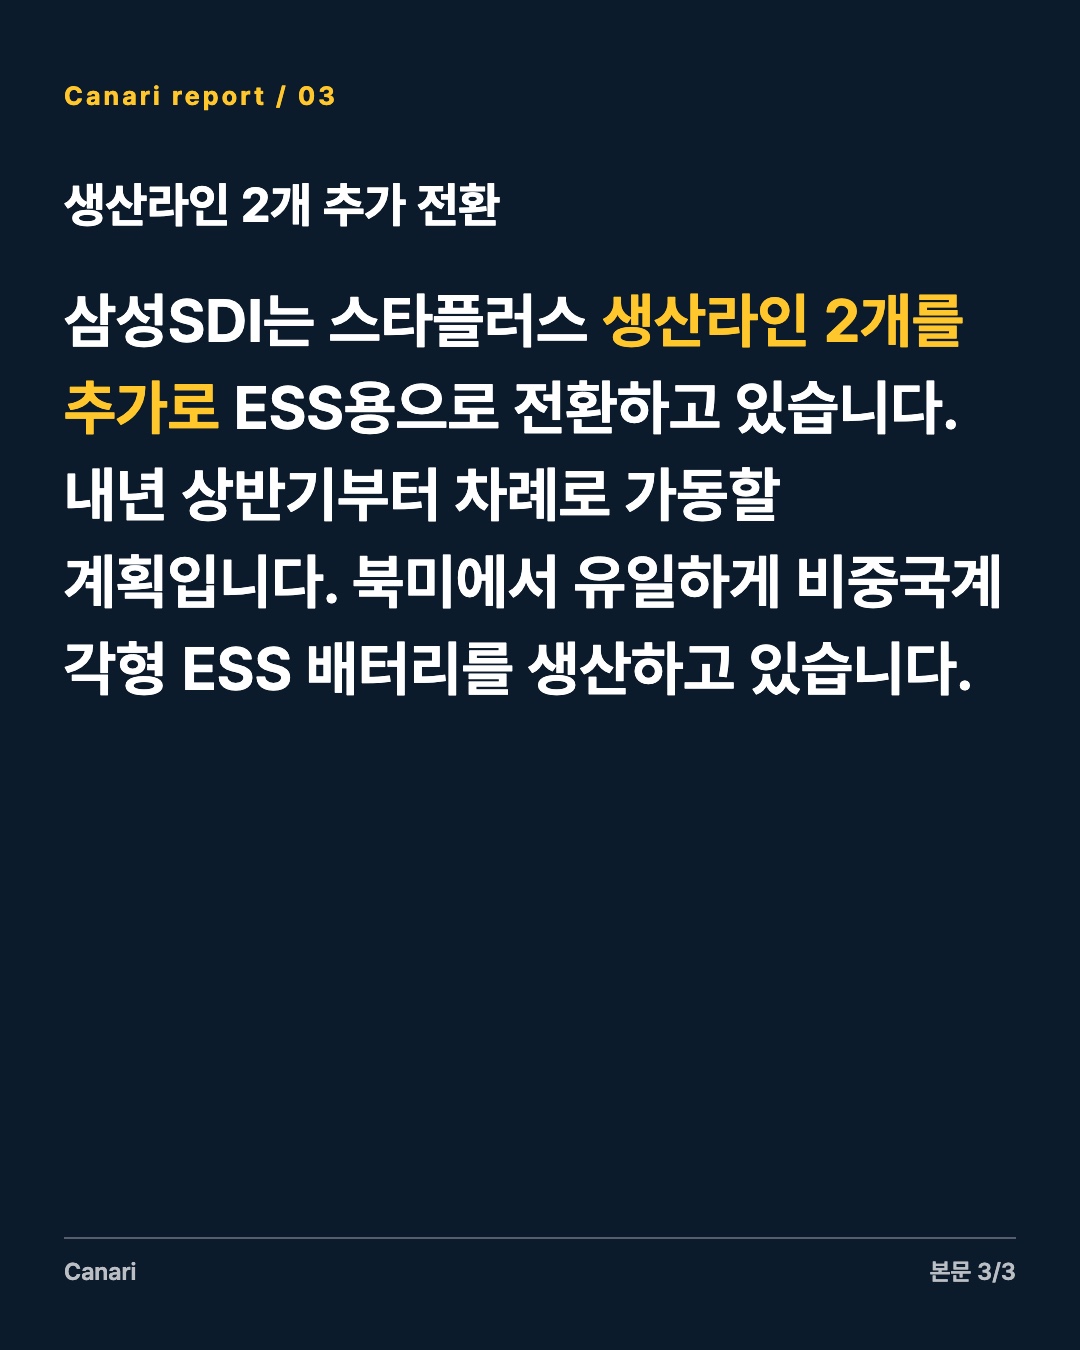 Canari report / 03
생산라인 2개 추가 전환
삼성SDI는 스타플러스 생산라인 2개를
추가로 ESS용으로 전환하고 있습니다.
내년 상반기부터 차례로 가동할
계획입니다. 북미에서 유일하게 비중국계
각형 ESS 배터리를 생산하고 있습니다.
Canari
본문 3/3